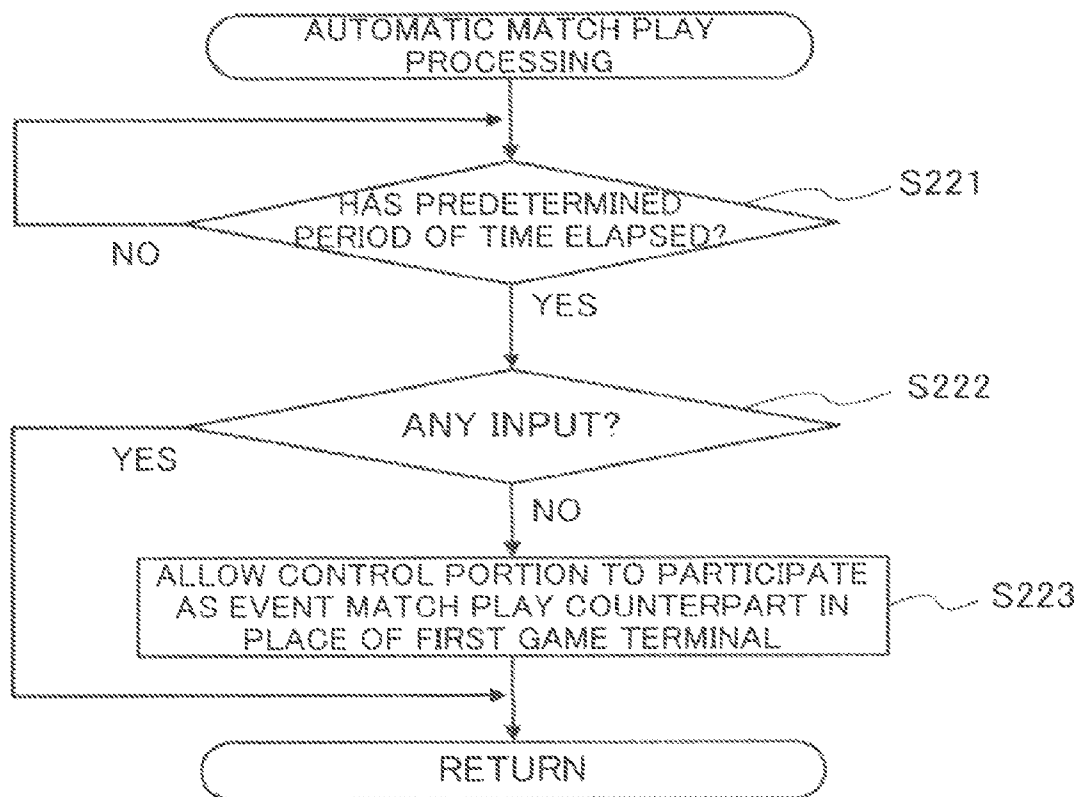 AUTOMATIC MATCH PLAY
PROCESSING
HAS PREDETERMINED
PERIOD OF TIME ELAPSED?
S221
NO
YES
ANY INPUT?
S222
YES
NO
ALLOW CONTROL PORTION TO PARTICIPATE
AS EVENT MATCH PLAY COUNTERPART IN
PLACE OF FIRST GAME TERMINAL
S223
RETURN